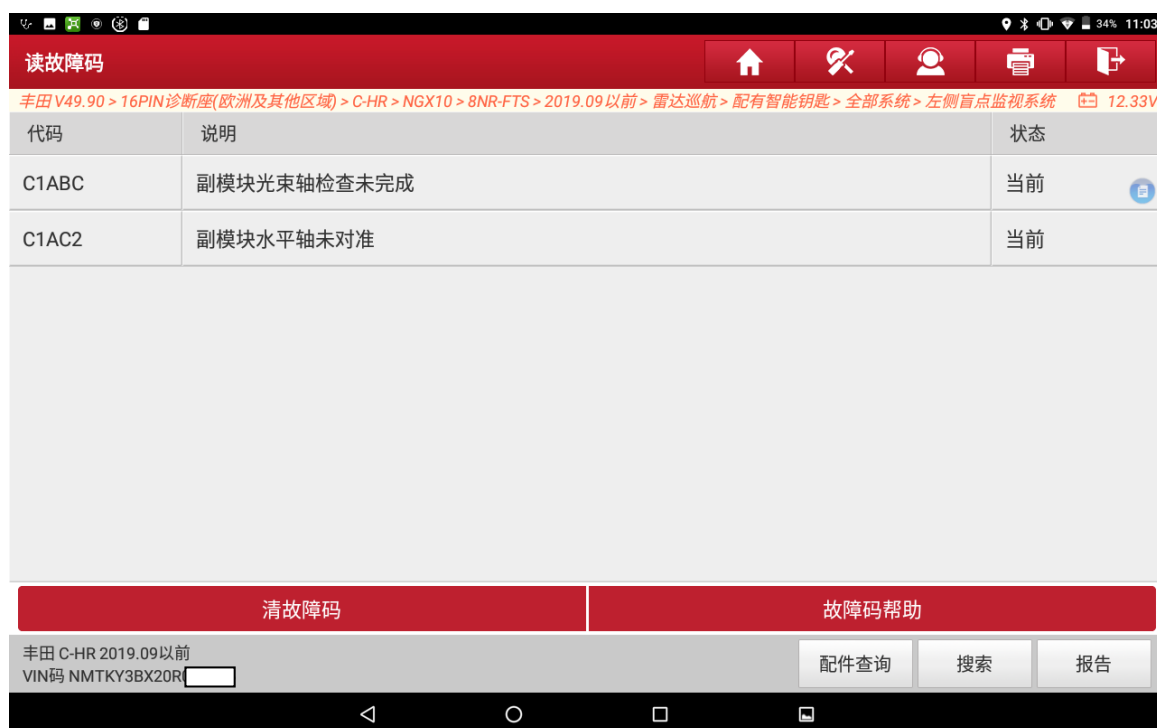 34% 11:03
读故障码
丰田 V49.90 > 16PIN诊断座(欧洲及其他区域) > C-HR > NGX10 > 8NR-FTS > 2019.09以前 > 雷达巡航 > 配有智能钥匙 > 全部系统 > 左侧盲点监视系统 12.33V
代码 说明 状态
C1ABC 副模块光束轴检查未完成 当前
C1AC2 副模块水平轴未对准 当前
清故障码 故障码帮助
丰田 C-HR 2019.09以前
VIN码 NMTKY3BX20R
配件查询 搜索 报告